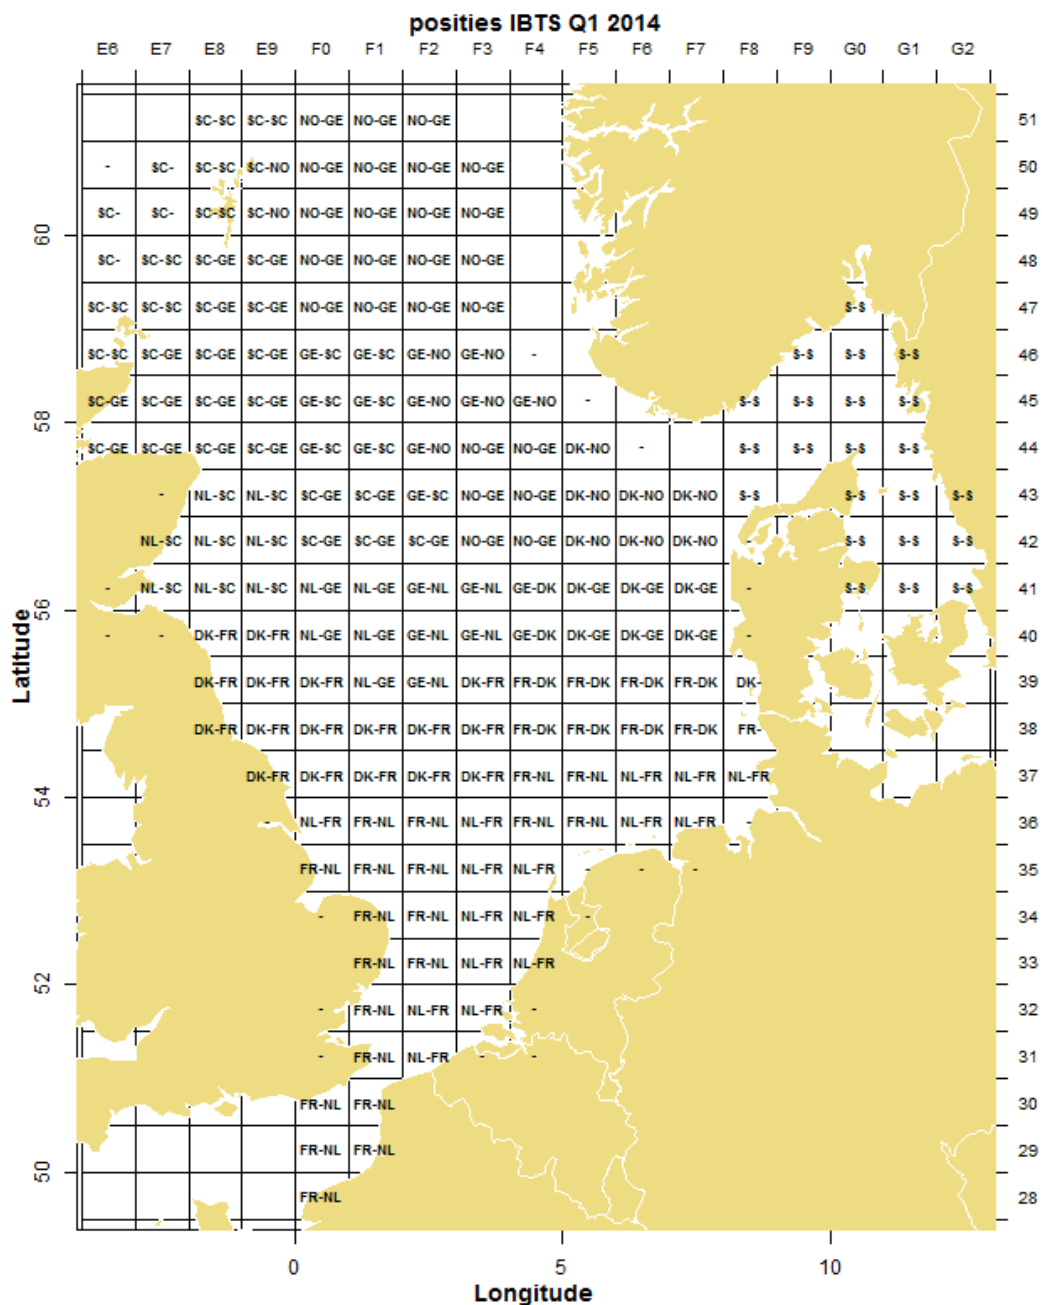 posities IBTS Q1 2014
E6 E7 E8 E9 F0 F1 F2 F3 F4 F5 F6 F7 F8 F9 G0 G1 G2
SC-SC SC-SC NO-GE NO-GE NO-GE 51
- SC- SC-SC SC-NO NO-GE NO-GE NO-GE NO-GE 50
SC- SC- SC-SC SC-NO NO-GE NO-GE NO-GE NO-GE 49
60
SC- SC-SC SC-GE SC-GE NO-GE NO-GE NO-GE NO-GE 48
SC-SC SC-SC SC-GE SC-GE NO-GE NO-GE NO-GE NO-GE S-S 47
SC-SC SC-GE SC-GE SC-GE GE-SC GE-SC GE-NO GE-NO - S-S S-S S-S 46
SC-GE SC-GE SC-GE SC-GE GE-SC GE-SC GE-NO GE-NO GE-NO - S-S S-S S-S S-S 45
58
SC-GE SC-GE SC-GE SC-GE GE-SC GE-SC GE-NO NO-GE NO-GE DK-NO - S-S S-S S-S S-S 44
- NL-SC NL-SC SC-GE SC-GE GE-SC NO-GE NO-GE DK-NO DK-NO DK-NO S-S S-S S-S S-S 43
NL-SC NL-SC NL-SC SC-GE SC-GE SC-GE NO-GE NO-GE DK-NO DK-NO DK-NO - S-S S-S S-S 42
- NL-SC NL-SC NL-SC NL-GE NL-GE GE-NL GE-NL GE-DK DK-GE DK-GE DK-GE - S-S S-S S-S 41
56
- - DK-FR DK-FR NL-GE NL-GE GE-NL GE-NL GE-DK DK-GE DK-GE DK-GE - 40
Latitude
DK-FR DK-FR DK-FR NL-GE GE-NL DK-FR FR-DK FR-DK FR-DK FR-DK DK- 39
DK-FR DK-FR DK-FR DK-FR DK-FR DK-FR FR-DK FR-DK FR-DK FR-DK FR- 38
DK-FR DK-FR DK-FR DK-FR DK-FR FR-NL FR-NL NL-FR NL-FR NL-FR 37
54
- NL-FR FR-NL FR-NL NL-FR FR-NL FR-NL NL-FR NL-FR - 36
FR-NL FR-NL FR-NL NL-FR NL-FR - - - 35
- FR-NL FR-NL NL-FR NL-FR - 34
FR-NL FR-NL NL-FR NL-FR 33
52
- FR-NL NL-FR NL-FR - 32
- FR-NL NL-FR - - 31
FR-NL FR-NL 30
FR-NL FR-NL 29
50
FR-NL 28
0 5 10
Longitude